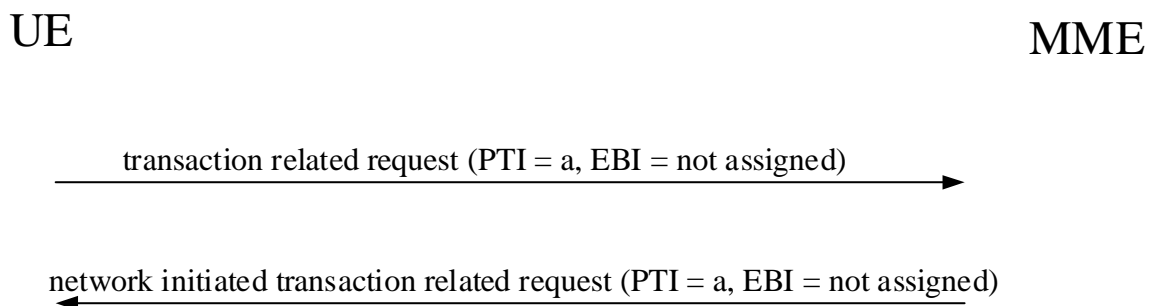 UE
MME
transaction related request (PTI = a, EBI = not assigned)
network initiated transaction related request (PTI = a, EBI = not assigned)